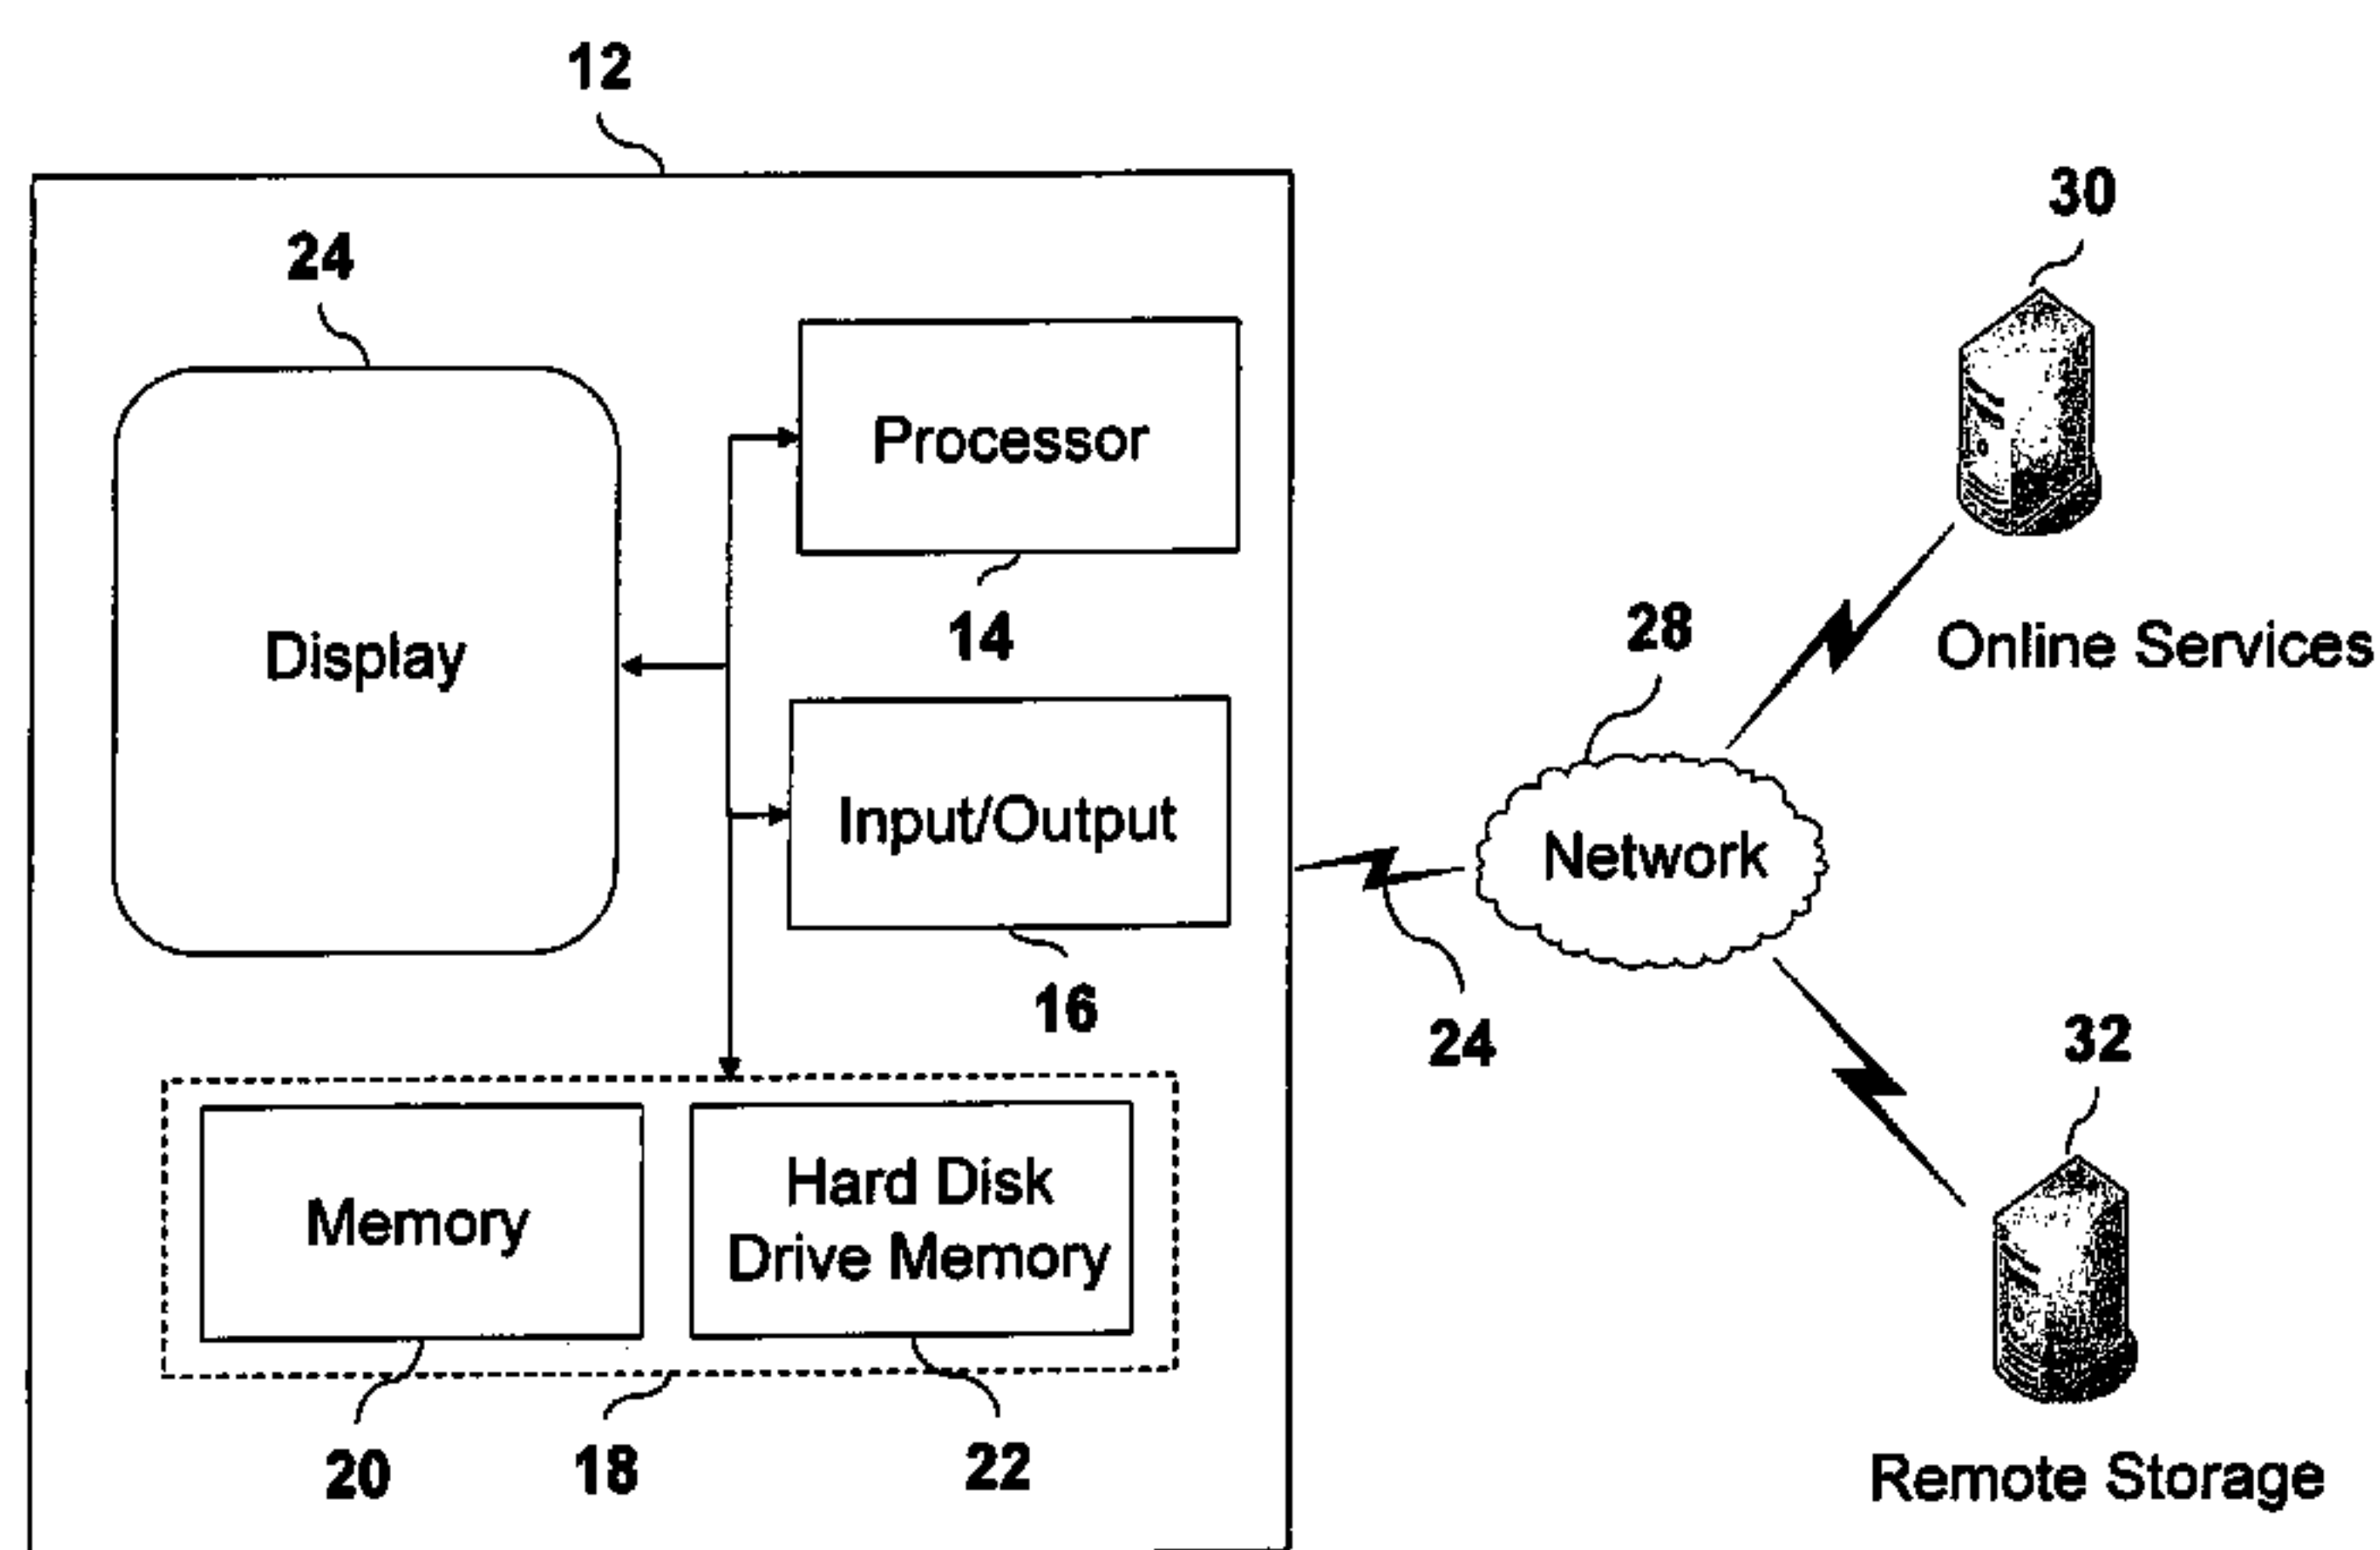 12
30
24
Processor
14
28
Online Services
Display
Input/Output
Network
16
24
32
Memory
Hard Disk
Drive Memory
20
18
22
Remote Storage